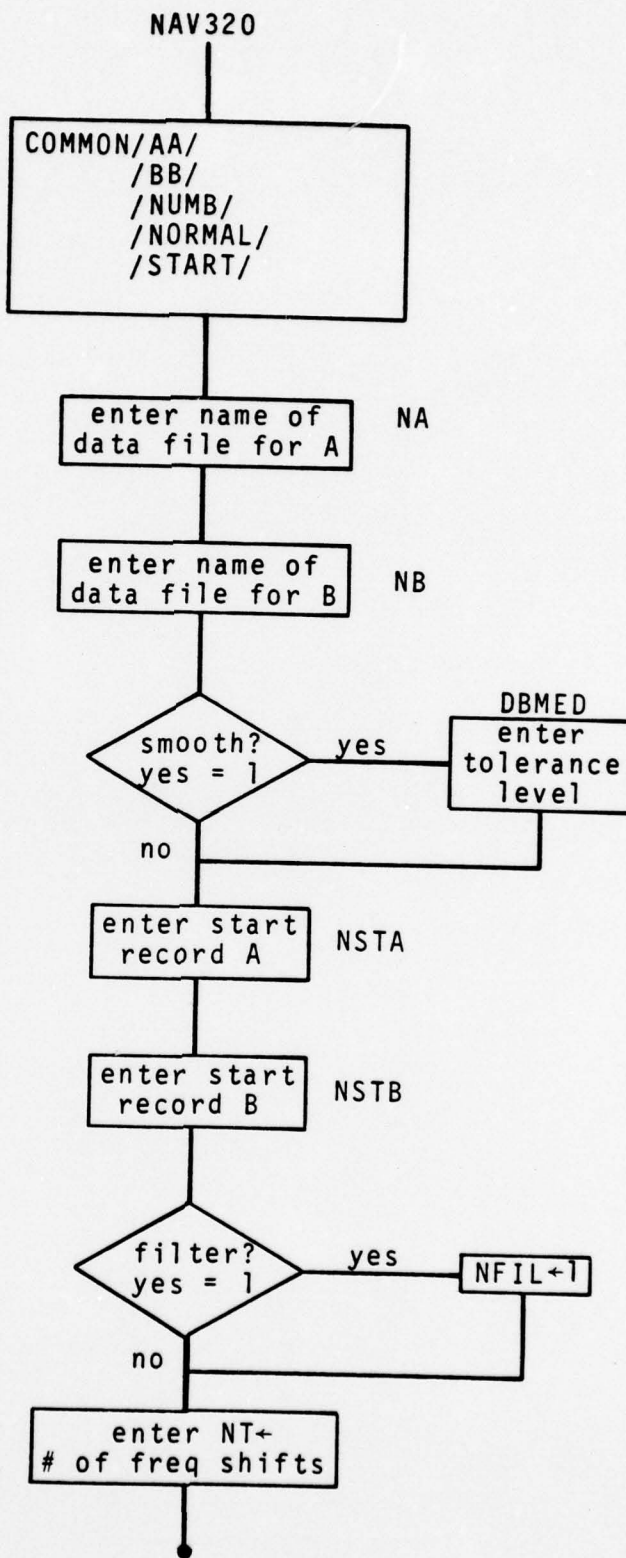 NAV320
COMMON/AA/
/BB/
/NUMB/
/NORMAL/
/START/
enter name of
data file for A
NA
enter name of
data file for B
NB
smooth?
yes = 1
yes
DBMED
enter
tolerance
level
no
enter start
record A
NSTA
enter start
record B
NSTB
filter?
yes = 1
yes
NFIL←1
no
enter NT←
# of freq shifts